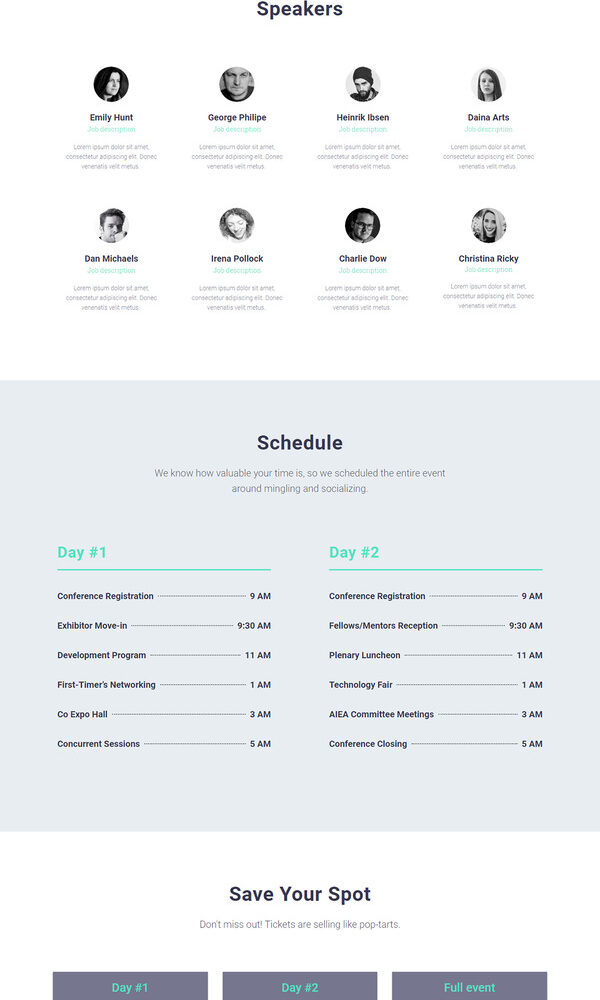 Speakers
Emily Hunt
George Philipe
Heinrik Ibsen
Daina Arts
Job description
Job description
Job description
Job description
Lorem ipsum dolor sit amet,
consectetur adipiscing elit. Donec
venenatis velit metus.
Lorem ipsum dolor sit amet,
consectetur adipiscing elit. Donec
venenatis velit metus.
Lorem ipsum dolor sit amet,
consectetur adipiscing elit. Donec
venenatis velit metus.
Lorem ipsum dolor sit amet,
consectetur adipiscing elit. Donec
venenatis velit metus.
Dan Michaels
Irena Pollock
Charlie Dow
Christina Ricky
Job description
Job description
Job description
Job description
Lorem ipsum dolor sit amet,
consectetur adipiscing elit. Donec
venenatis velit metus.
Lorem ipsum dolor sit amet,
consectetur adipiscing elit. Donec
venenatis velit metus.
Lorem ipsum dolor sit amet,
consectetur adipiscing elit. Donec
venenatis velit metus.
Lorem ipsum dolor sit amet,
consectetur adipiscing elit. Donec
venenatis velit metus.
Schedule
We know how valuable your time is, so we scheduled the entire event
around mingling and socializing.
Day #1
Conference Registration 9 AM
Exhibitor Move-in 9:30 AM
Development Program 11 AM
First-Timer's Networking 1 AM
Co Expo Hall 3 AM
Concurrent Sessions 5 AM
Day #2
Conference Registration 9 AM
Fellows/Mentors Reception 9:30 AM
Plenary Luncheon 11 AM
Technology Fair 1 AM
AIEA Committee Meetings 3 AM
Conference Closing 5 AM
Save Your Spot
Don't miss out! Tickets are selling like pop-tarts.
Day #1
Day #2
Full event